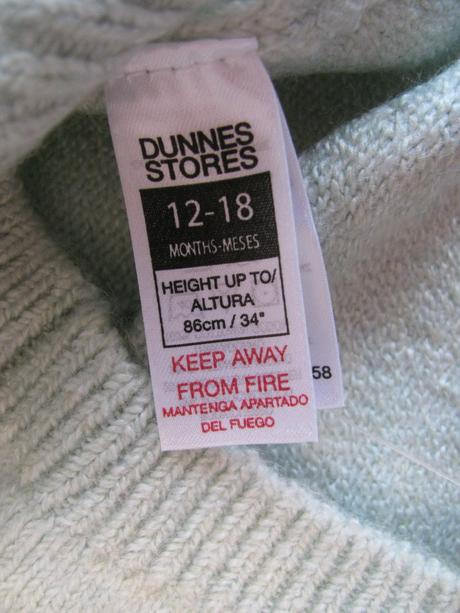 DUNNES
STORES
12-18
MONTHS-MESES
HEIGHT UP TO/
ALTURA
86cm / 34"
KEEP AWAY
FROM FIRE
MANTENGA APARTADO
DEL FUEGO
58